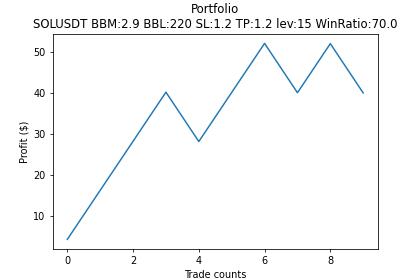 Portfolio
SOLUSDT BBM:2.9 BBL:220 SL:1.2 TP:1.2 lev:15 WinRatio:70.0
50
40
30
20
10
Profit ($)
0 2 4 6 8
Trade counts